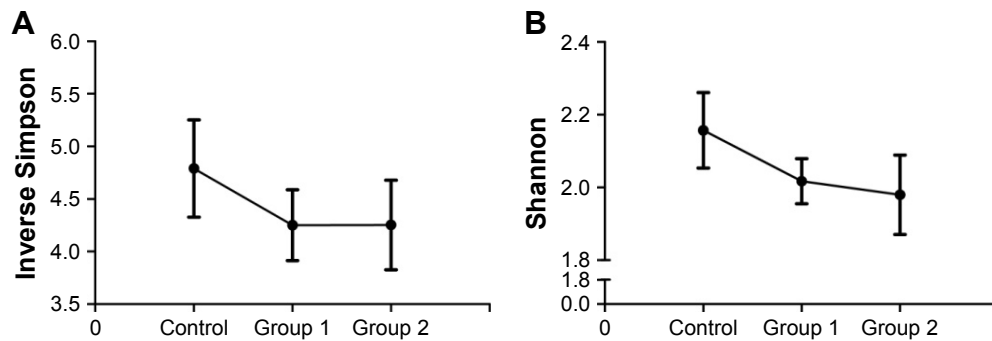 A
Inverse Simpson
6.0
5.5
5.0
4.5
4.0
3.5
0 Control Group 1 Group 2
B
Shannon
2.4
2.2
2.0
1.8
1.8
0.0
0 Control Group 1 Group 2